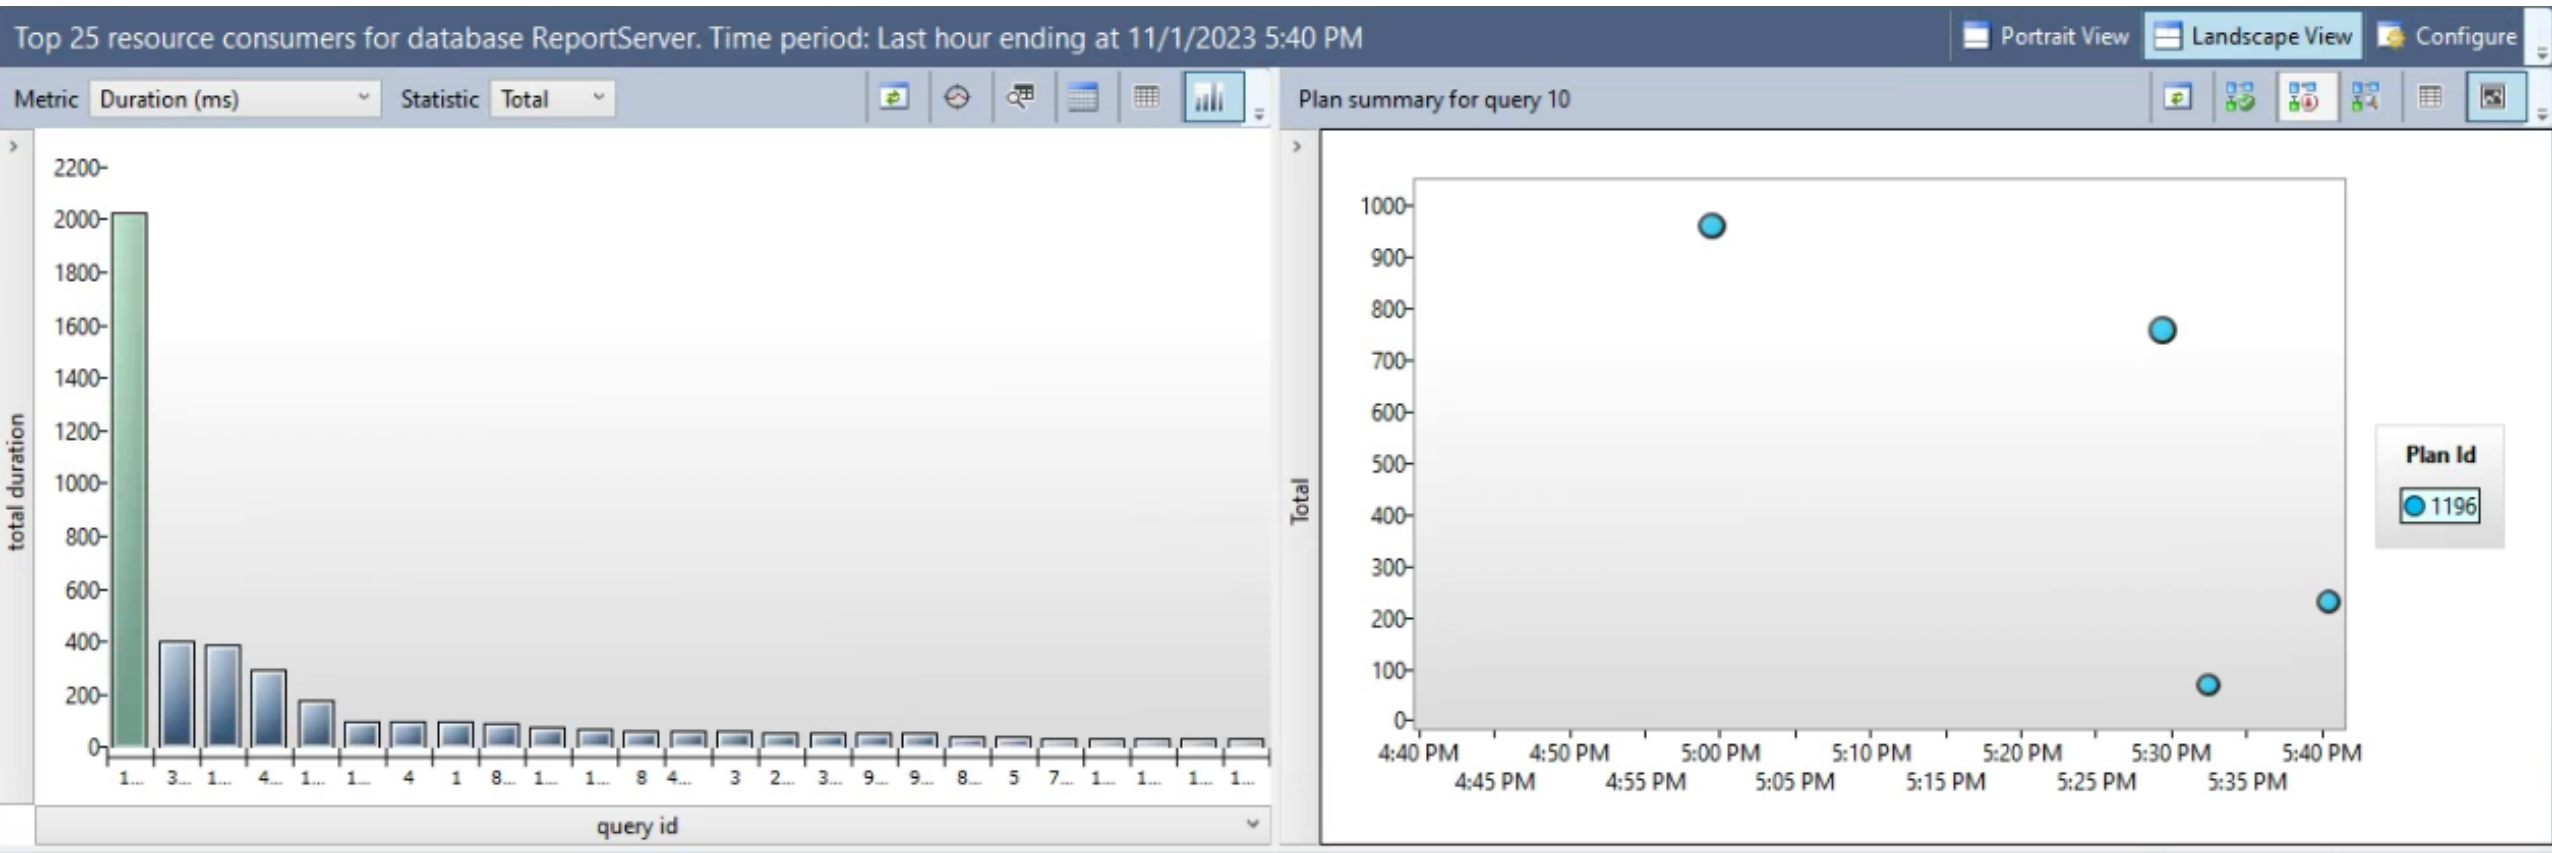 Top 25 resource consumers for database ReportServer. Time period: Last hour ending at 11/1/2023 5:40 PM
Portrait View
Landscape View
Configure
Metric
Duration (ms)
Statistic
Total
Plan summary for query 10
total duration
2200
2000
1800
1600
1400
1200
1000
800
600
400
200
0
1... 3... 1... 4... 1... 1... 4 1 8... 1... 1... 8 4... 3 2... 3... 9... 9... 8... 5 7... 1... 1... 1... 1...
query id
Total
1000
900
800
700
600
500
400
300
200
100
0
4:40 PM 4:50 PM 5:00 PM 5:10 PM 5:20 PM 5:30 PM 5:40 PM
4:45 PM 4:55 PM 5:05 PM 5:15 PM 5:25 PM 5:35 PM
Plan Id
1196